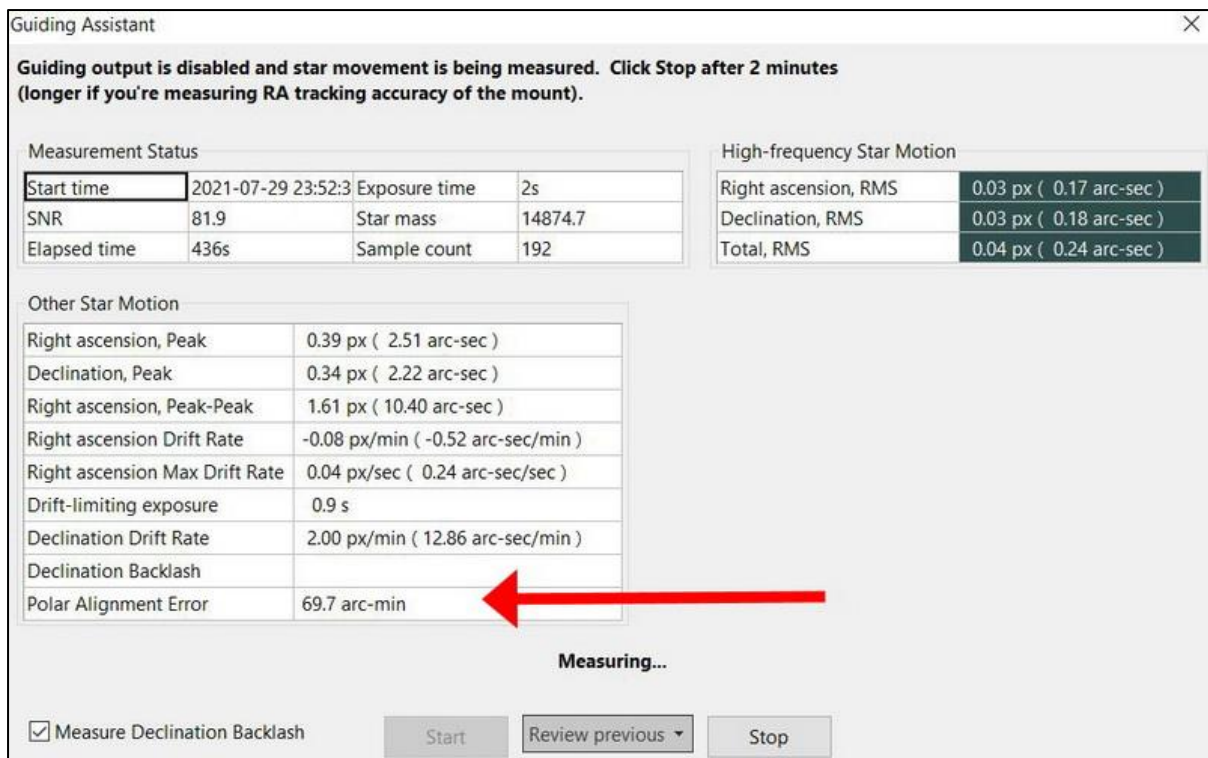 Guiding Assistant
Guiding output is disabled and star movement is being measured.  Click Stop after 2 minutes
(longer if you're measuring RA tracking accuracy of the mount).
Measurement Status
Start time 2021-07-29 23:52:3 Exposure time 2s
SNR 81.9 Star mass 14874.7
Elapsed time 436s Sample count 192
High-frequency Star Motion
Right ascension, RMS 0.03 px ( 0.17 arc-sec )
Declination, RMS 0.03 px ( 0.18 arc-sec )
Total, RMS 0.04 px ( 0.24 arc-sec )
Other Star Motion
Right ascension, Peak 0.39 px ( 2.51 arc-sec )
Declination, Peak 0.34 px ( 2.22 arc-sec )
Right ascension, Peak-Peak 1.61 px ( 10.40 arc-sec )
Right ascension Drift Rate -0.08 px/min ( -0.52 arc-sec/min )
Right ascension Max Drift Rate 0.04 px/sec ( 0.24 arc-sec/sec )
Drift-limiting exposure 0.9 s
Declination Drift Rate 2.00 px/min ( 12.86 arc-sec/min )
Declination Backlash
Polar Alignment Error 69.7 arc-min
Measuring...
Measure Declination Backlash Start Review previous Stop